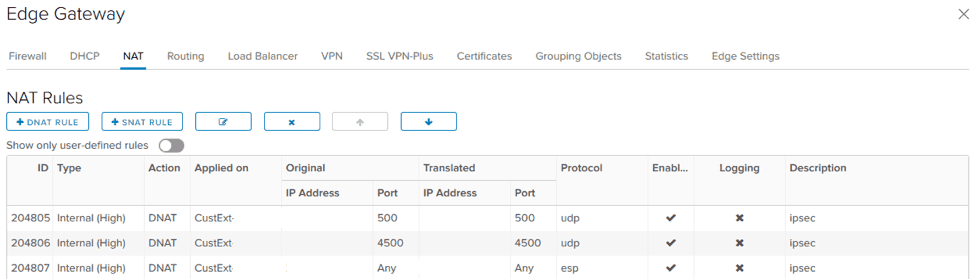 Edge Gateway
Firewall DHCP NAT Routing Load Balancer VPN SSL VPN-Plus Certificates Grouping Objects Statistics Edge Settings
NAT Rules
+ DNAT RULE + SNAT RULE
Show only user-defined rules
ID Type Action Applied on Original Translated Protocol Enabl... Logging Description
IP Address Port IP Address Port
204805 Internal (High) DNAT CustExt- 500 500 udp ipsec
204806 Internal (High) DNAT CustExt- 4500 4500 udp ipsec
204807 Internal (High) DNAT CustExt- Any Any esp ipsec